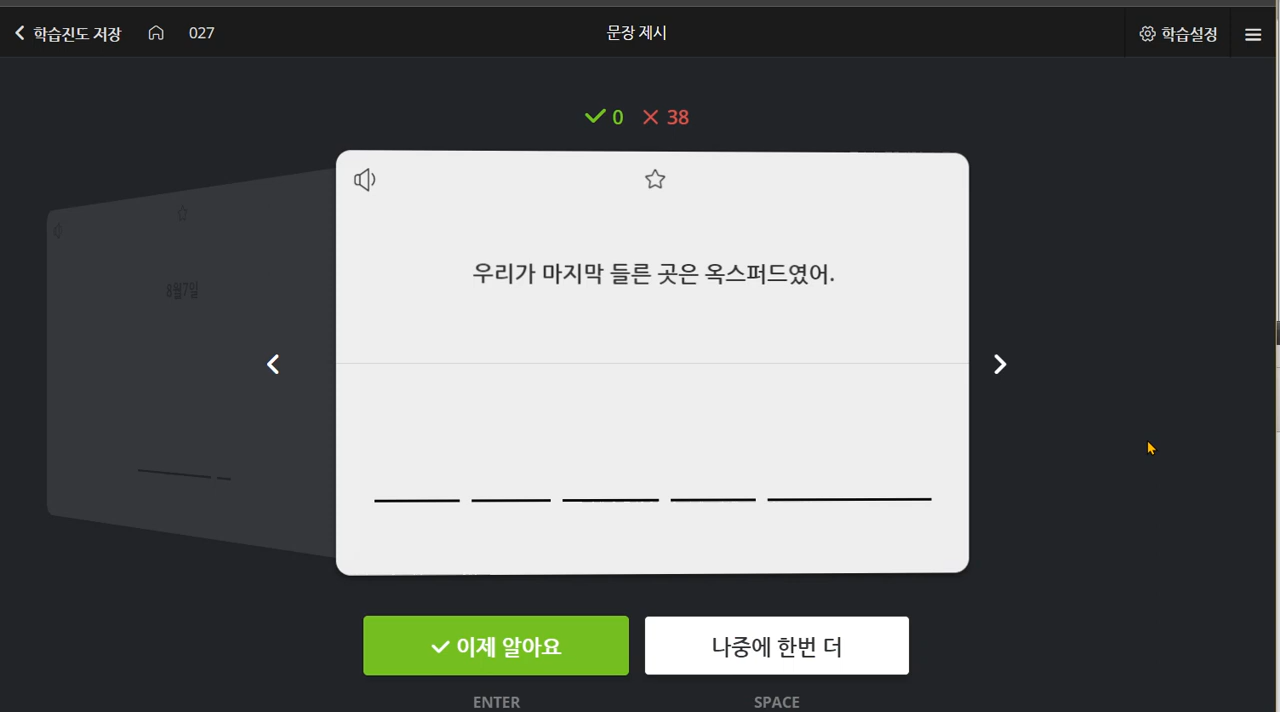 학습진도 저장
027
문장 제시
학습설정
0
38
8월7일
우리가 마지막 들른 곳은 옥스퍼드였어.
이제 알아요
나중에 한번 더
ENTER
SPACE